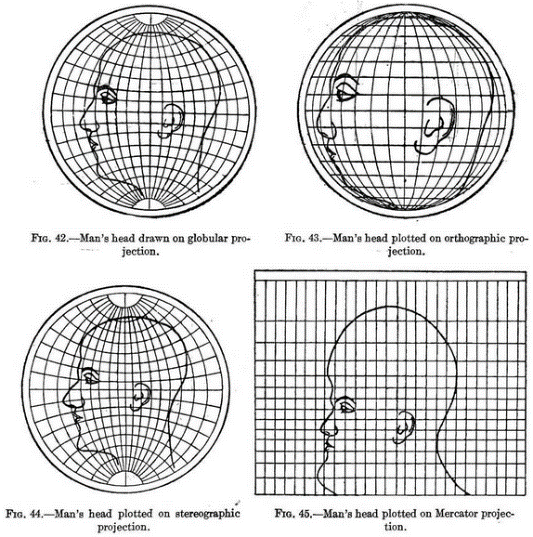 FIG. 42.—Man's head drawn on globular pro-
jection.
FIG. 43.—Man's head plotted on orthographic pro-
jection.
FIG. 44.—Man's head plotted on stereographic
projection.
FIG. 45.—Man's head plotted on Mercator projec-
tion.